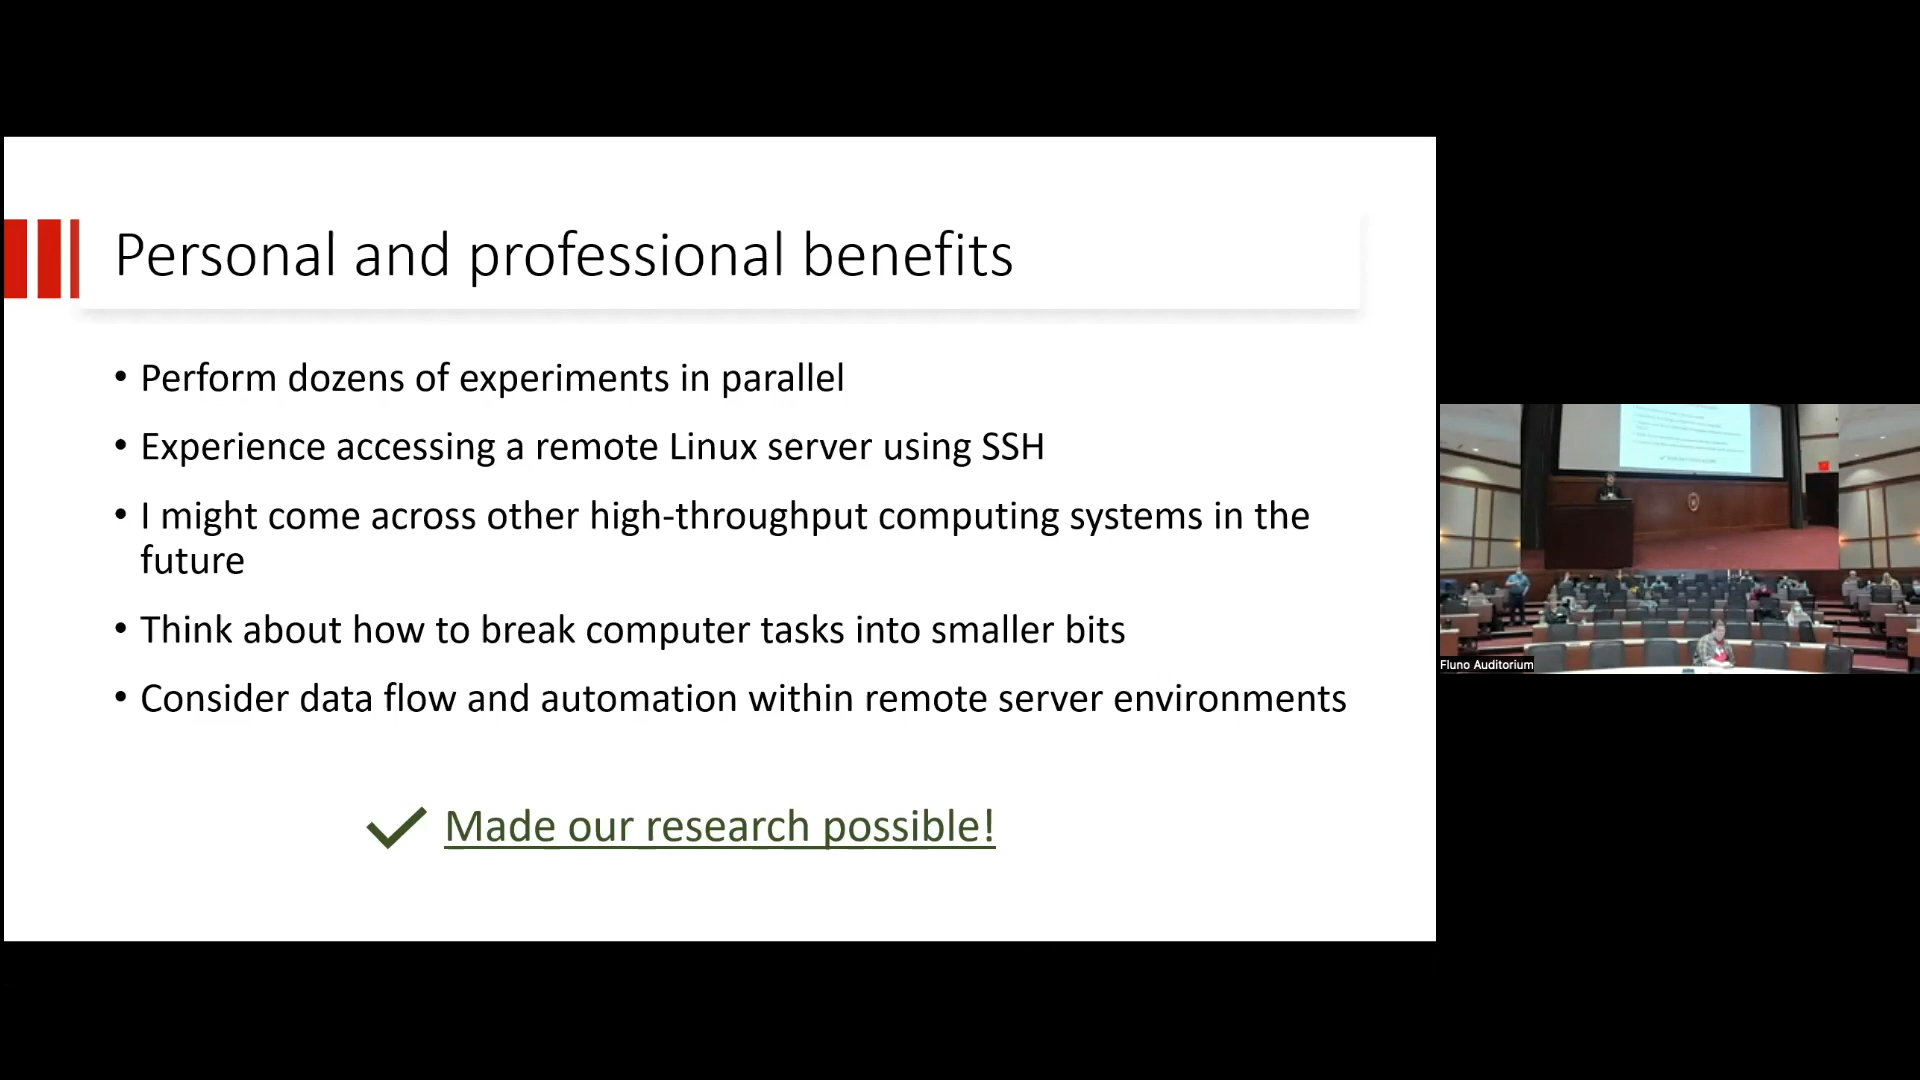 Personal and professional benefits
• Perform dozens of experiments in parallel
• Experience accessing a remote Linux server using SSH
• I might come across other high-throughput computing systems in the
future
• Think about how to break computer tasks into smaller bits
• Consider data flow and automation within remote server environments
Made our research possible!
Fluno Auditorium